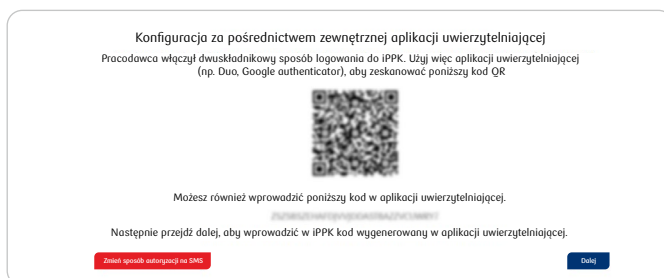 Konfiguracja za pośrednictwem zewnętrznej aplikacji uwierzytelniającej
Pracodawca włączył dwuskładnikowy sposób logowania do iPPK. Użyj więc aplikacji uwierzytelniającej
(np. Duo, Google authenticator), aby zeskanować poniższy kod QR
Możesz również wprowadzić poniższy kod w aplikacji uwierzytelniającej.
Następnie przejdź dalej, aby wprowadzić w iPPK kod wygenerowany w aplikacji uwierzytelniającej.
Zmień sposób autoryzacji na SMS
Dalej